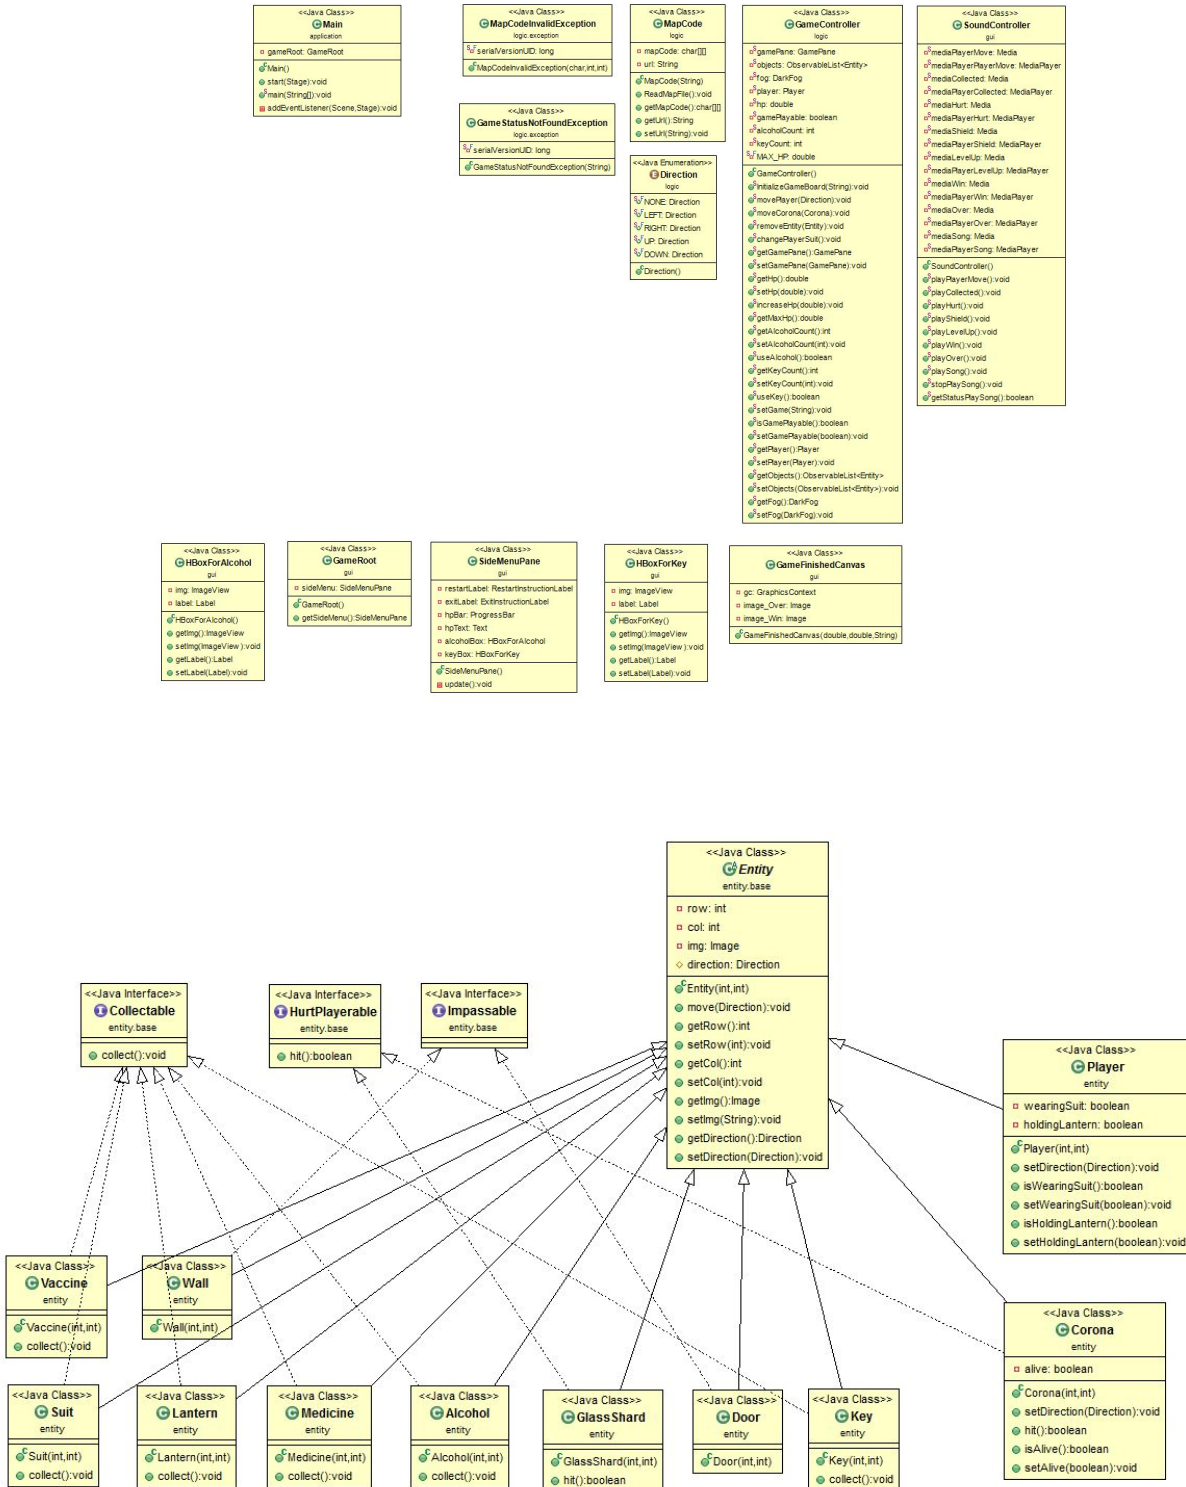 <<Java Class>>
Main
application
gameRoot: GameRoot
Main()
start(Stage):void
main(String[]):void
addEventListener(Scene,Stage):void
<<Java Class>>
MapCodeInvalidException
logic.exception
serialVersionUID: long
MapCodeInvalidException(char,int,int)
<<Java Class>>
GameStatusNotFoundException
logic.exception
serialVersionUID: long
GameStatusNotFoundException(String)
<<Java Class>>
MapCode
logic
mapCode: char[][]
url: String
MapCode(String)
ReadMapFile():void
getMapCode():char[][]
getUrl():String
setUrl(String):void
<<Java Enumeration>>
Direction
logic
NONE: Direction
LEFT: Direction
RIGHT: Direction
UP: Direction
DOWN: Direction
Direction()
<<Java Class>>
GameController
logic
gamePane: GamePane
objects: ObservableList<Entity>
fog: DarkFog
player: Player
hp: double
gamePlayable: boolean
alcoholCount: int
keyCount: int
MAX_HP: double
GameController()
InitializeGameBoard(String):void
movePlayer(Direction):void
moveCorona(Corona):void
removeEntity(Entity):void
changePlayerSuit():void
getGamePane():GamePane
setGamePane(GamePane):void
getHp():double
setHp(double):void
increaseHp(double):void
getMaxHp():double
getAlcoholCount():int
setAlcoholCount(int):void
useAlcohol():boolean
getKeyCount():int
setKeyCount(int):void
useKey():boolean
setGame(String):void
isGamePlayable():boolean
setGamePlayable(boolean):void
getPlayer():Player
setPlayer(Player):void
getObjects():ObservableList<Entity>
setObjects(ObservableList<Entity>):void
getFog():DarkFog
setFog(DarkFog):void
<<Java Class>>
SoundController
gui
mediaPlayerMove: Media
mediaPlayerPlayerMove: MediaPlayer
mediaCollected: Media
mediaPlayerCollected: MediaPlayer
mediaHurt: Media
mediaPlayerHurt: MediaPlayer
mediaShield: Media
mediaPlayerShield: MediaPlayer
mediaLevelUp: Media
mediaPlayerLevelUp: MediaPlayer
mediaWin: Media
mediaPlayerWin: MediaPlayer
mediaOver: Media
mediaPlayerOver: MediaPlayer
mediaSong: Media
mediaPlayerSong: MediaPlayer
SoundController()
playPlayerMove():void
playCollected():void
playHurt():void
playShield():void
playLevelUp():void
playWin():void
playOver():void
playSong():void
stopPlaySong():void
getStatusPlaySong():boolean
<<Java Class>>
HBoxForAlcohol
gui
img: ImageView
label: Label
HBoxForAlcohol()
getImg():ImageView
setImg(ImageView):void
getLabel():Label
setLabel(Label):void
<<Java Class>>
GameRoot
gui
sideMenu: SideMenuPane
GameRoot()
getSideMenu():SideMenuPane
<<Java Class>>
SideMenuPane
gui
restartLabel: RestartInstructionLabel
exitLabel: ExitInstructionLabel
hpBar: ProgressBar
hpText: Text
alcoholBox: HBoxForAlcohol
keyBox: HBoxForKey
SideMenuPane()
update():void
<<Java Class>>
HBoxForKey
gui
img: ImageView
label: Label
HBoxForKey()
getImg():ImageView
setImg(ImageView):void
getLabel():Label
setLabel(Label):void
<<Java Class>>
GameFinishedCanvas
gui
gc: GraphicsContext
image_Over: Image
image_Win: Image
GameFinishedCanvas(double,double,String)
<<Java Class>>
Entity
entity.base
row: int
col: int
img: Image
direction: Direction
Entity(int,int)
move(Direction):void
getRow():int
setRow(int):void
getCol():int
setCol(int):void
getImg():Image
setImg(String):void
getDirection():Direction
setDirection(Direction):void
<<Java Interface>>
Collectable
entity.base
collect():void
<<Java Interface>>
HurtPlayerable
entity.base
hit():boolean
<<Java Interface>>
Impassable
entity.base
<<Java Class>>
Player
entity
wearingSuit: boolean
holdingLantern: boolean
Player(int,int)
setDirection(Direction):void
isWearingSuit():boolean
setWearingSuit(boolean):void
isHoldingLantern():boolean
setHoldingLantern(boolean):void
<<Java Class>>
Vaccine
entity
Vaccine(int,int)
collect():void
<<Java Class>>
Wall
entity
Wall(int,int)
<<Java Class>>
Corona
entity
alive: boolean
Corona(int,int)
setDirection(Direction):void
hit():boolean
isAlive():boolean
setAlive(boolean):void
<<Java Class>>
Suit
entity
Suit(int,int)
collect():void
<<Java Class>>
Lantern
entity
Lantern(int,int)
collect():void
<<Java Class>>
Medicine
entity
Medicine(int,int)
collect():void
<<Java Class>>
Alcohol
entity
Alcohol(int,int)
collect():void
<<Java Class>>
GlassShard
entity
GlassShard(int,int)
hit():boolean
<<Java Class>>
Door
entity
Door(int,int)
<<Java Class>>
Key
entity
Key(int,int)
collect():void